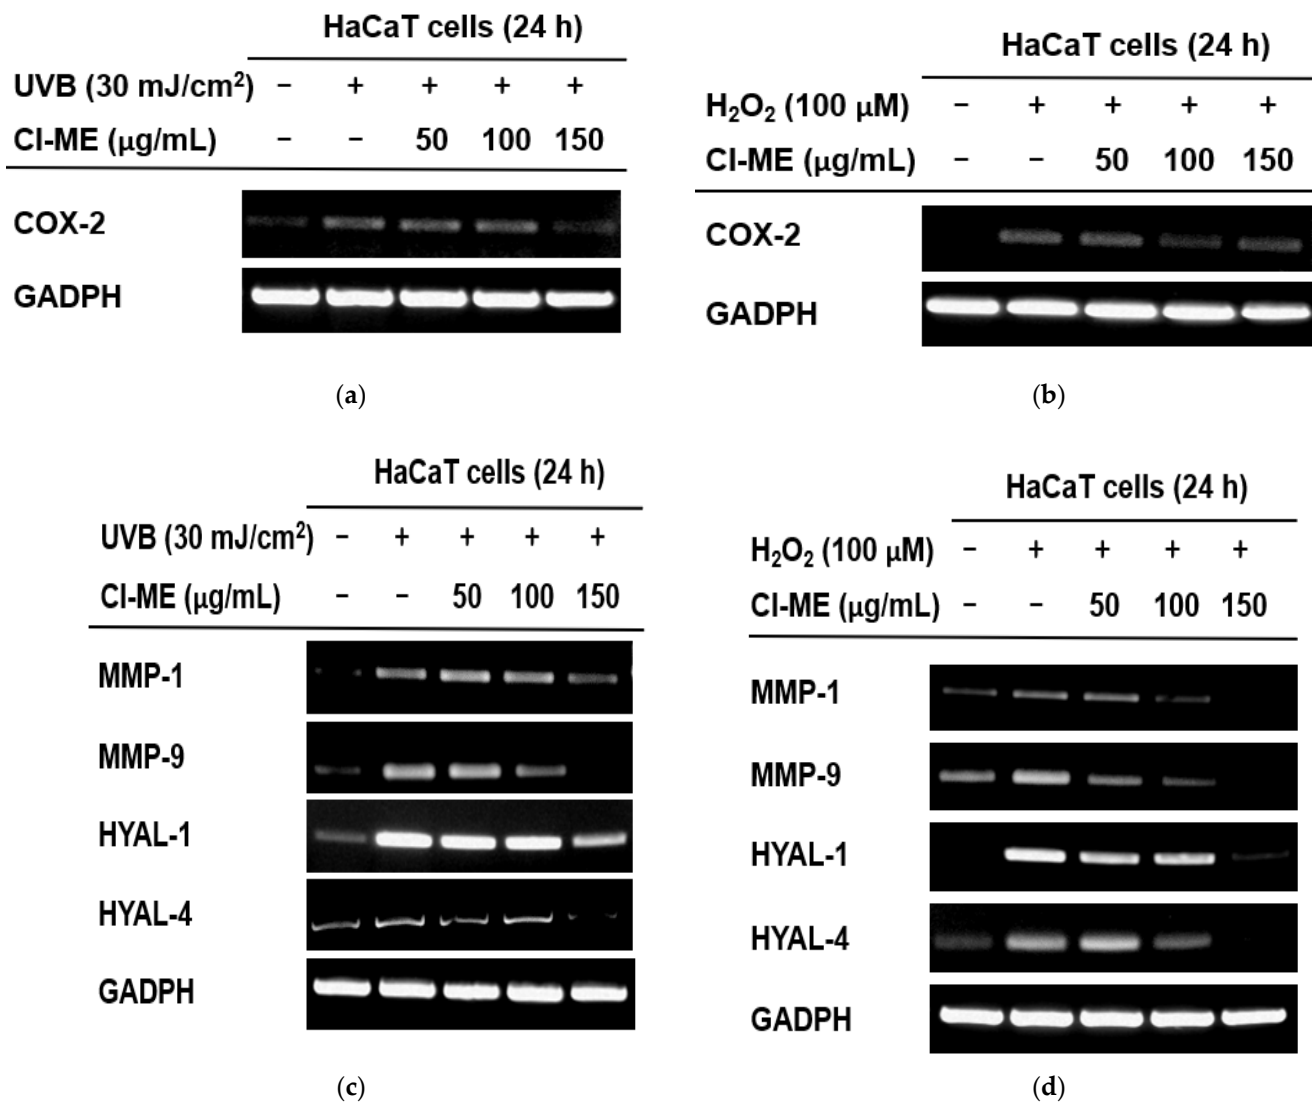 HaCaT cells (24 h)
UVB (30 mJ/cm²) − + + + +
CI-ME (μg/mL) − − 50 100 150
COX-2
GADPH
(a)
HaCaT cells (24 h)
H₂O₂ (100 μM) − + + + +
CI-ME (μg/mL) − − 50 100 150
COX-2
GADPH
(b)
HaCaT cells (24 h)
UVB (30 mJ/cm²) − + + + +
CI-ME (μg/mL) − − 50 100 150
MMP-1
MMP-9
HYAL-1
HYAL-4
GADPH
(c)
HaCaT cells (24 h)
H₂O₂ (100 μM) − + + + +
CI-ME (μg/mL) − − 50 100 150
MMP-1
MMP-9
HYAL-1
HYAL-4
GADPH
(d)